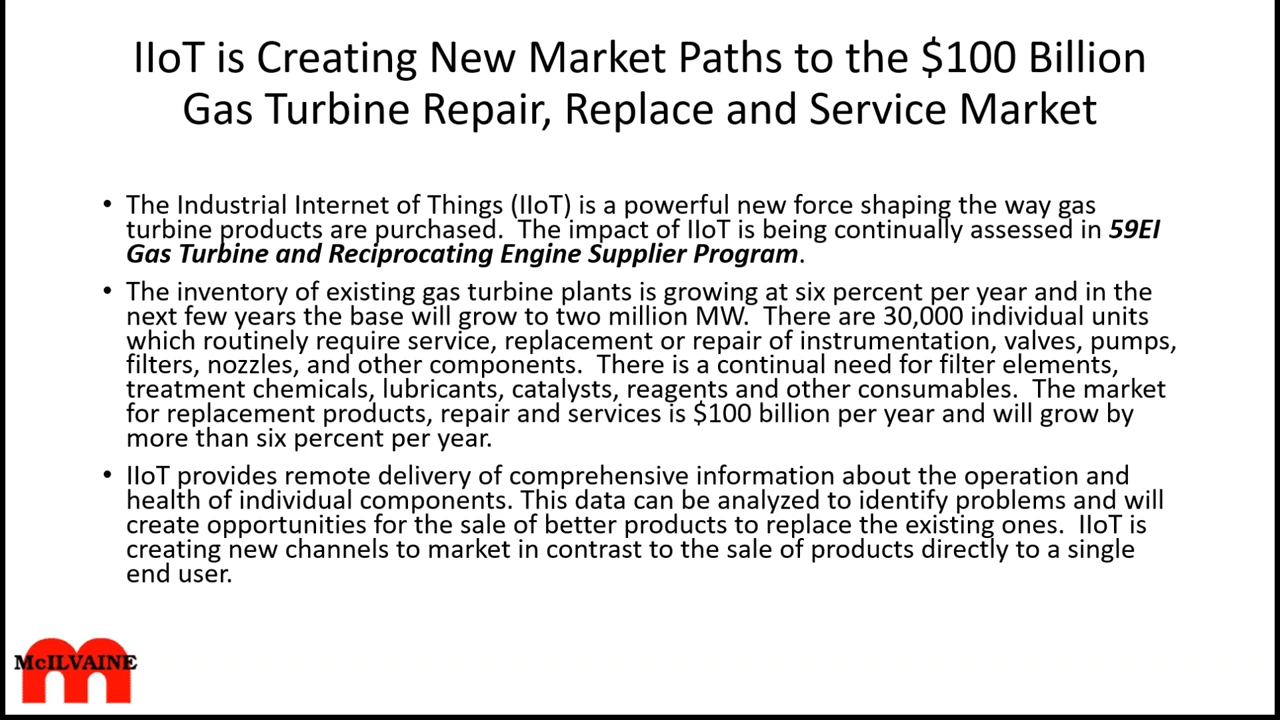 IIoT is Creating New Market Paths to the $100 Billion
Gas Turbine Repair, Replace and Service Market
• The Industrial Internet of Things (IIoT) is a powerful new force shaping the way gas
turbine products are purchased.  The impact of IIoT is being continually assessed in 59EI
Gas Turbine and Reciprocating Engine Supplier Program.
• The inventory of existing gas turbine plants is growing at six percent per year and in the
next few years the base will grow to two million MW.  There are 30,000 individual units
which routinely require service, replacement or repair of instrumentation, valves, pumps,
filters, nozzles, and other components.  There is a continual need for filter elements,
treatment chemicals, lubricants, catalysts, reagents and other consumables.  The market
for replacement products, repair and services is $100 billion per year and will grow by
more than six percent per year.
• IIoT provides remote delivery of comprehensive information about the operation and
health of individual components. This data can be analyzed to identify problems and will
create opportunities for the sale of better products to replace the existing ones.  IIoT is
creating new channels to market in contrast to the sale of products directly to a single
end user.
McILVAINE